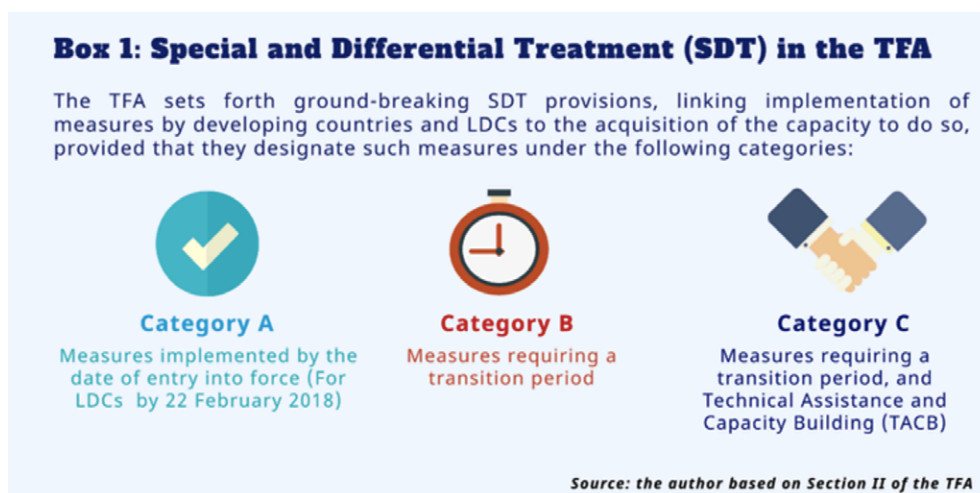 Box 1: Special and Differential Treatment (SDT) in the TFA
The TFA sets forth ground-breaking SDT provisions, linking implementation of
measures by developing countries and LDCs to the acquisition of the capacity to do so,
provided that they designate such measures under the following categories:
Category A
Measures implemented by the
date of entry into force (For
LDCs by 22 February 2018)
Category B
Measures requiring a
transition period
Category C
Measures requiring a
transition period, and
Technical Assistance and
Capacity Building (TACB)
Source: the author based on Section II of the TFA